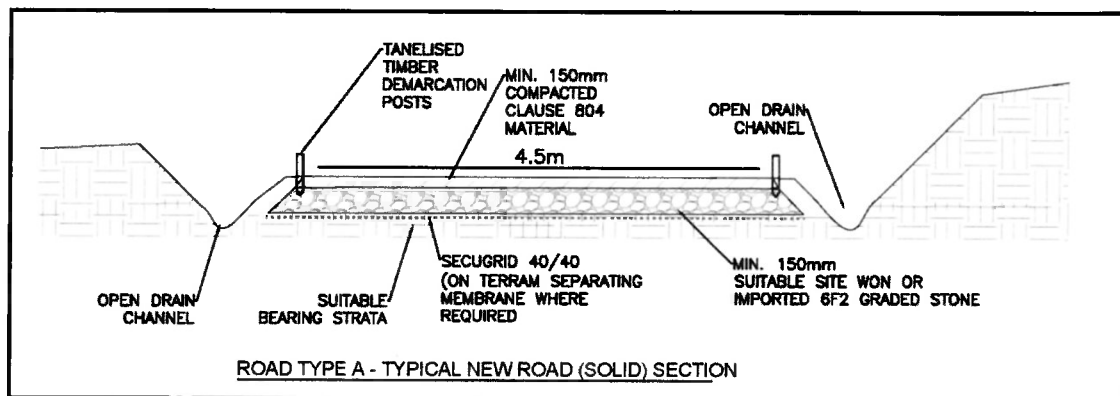 TANELISED
TIMBER
DEMARCATION
POSTS
MIN. 150mm
COMPACTED
CLAUSE 804
MATERIAL
OPEN DRAIN
CHANNEL
4.5m
OPEN DRAIN
CHANNEL
SUITABLE
BEARING STRATA
SECUGRID 40/40
(ON TERRAM SEPARATING
MEMBRANE WHERE
REQUIRED
MIN. 150mm
SUITABLE SITE WON OR
IMPORTED 6F2 GRADED STONE
ROAD TYPE A - TYPICAL NEW ROAD (SOLID) SECTION